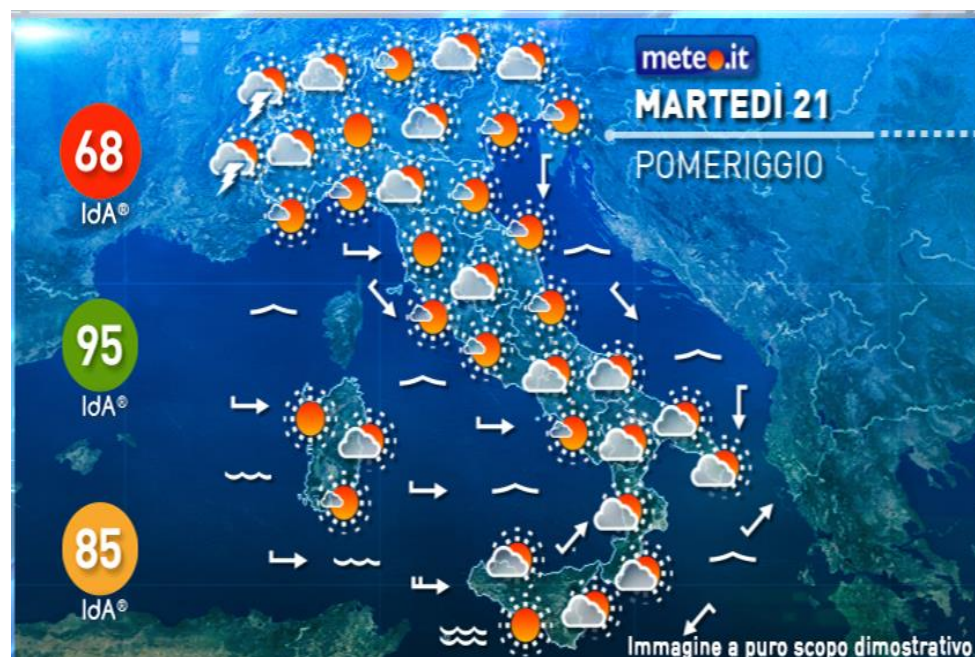 meteo.it
MARTEDÌ 21
POMERIGGIO
68
IdA®
95
IdA®
85
IdA®
Immagine a puro scopo dimostrativo